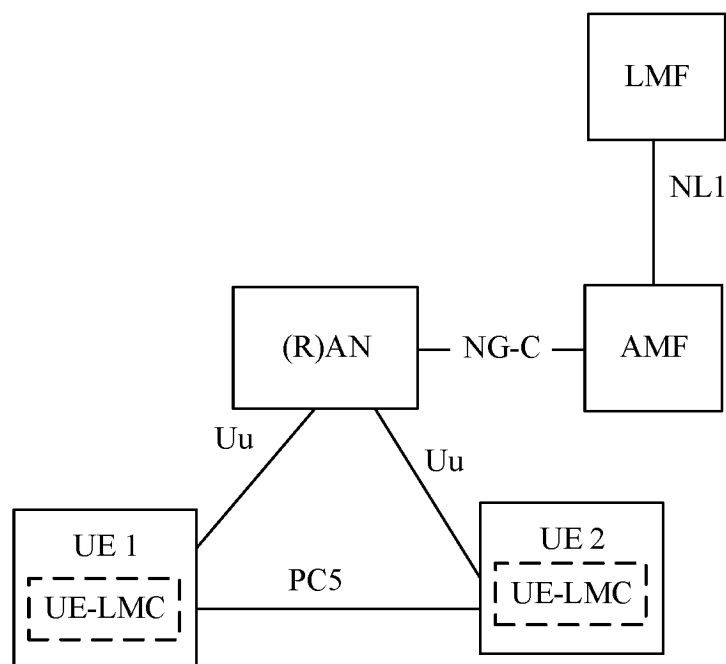 LMF
NL1
(R)AN
NG-C
AMF
Uu
Uu
UE 1
UE-LMC
PC5
UE 2
UE-LMC